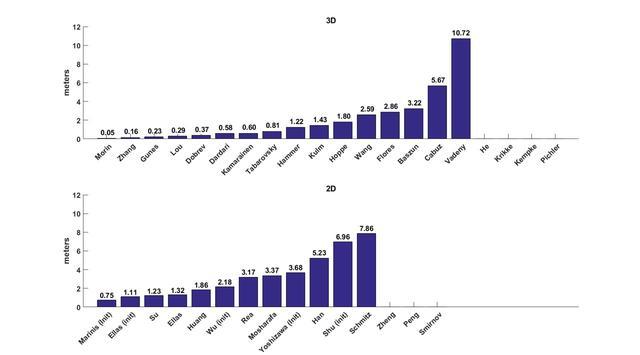 3D
meters
12
10
8
6
4
2
0
0.05 0.16 0.23 0.29 0.37 0.58 0.60 0.81 1.22 1.43 1.80 2.59 2.86 3.22 5.67 10.72
Morin Zhang Gunes Lou Dobrev Dardari Kamarainen Tabarovsky Hammer Kulm Hoppe Wang Flores Baszun Cabuz Vadeny He Krikke Kempke Pichler
2D
meters
12
10
8
6
4
2
0
0.75 1.11 1.23 1.32 1.86 2.18 3.17 3.37 3.68 5.23 6.96 7.86
Marinis (Init) Ellas (init) Su Ellas Huang Wu (init) Rea Mosharafa Yoshizawa (Init) Han Shu (init) Schmitz Zheng Peng Smirnov